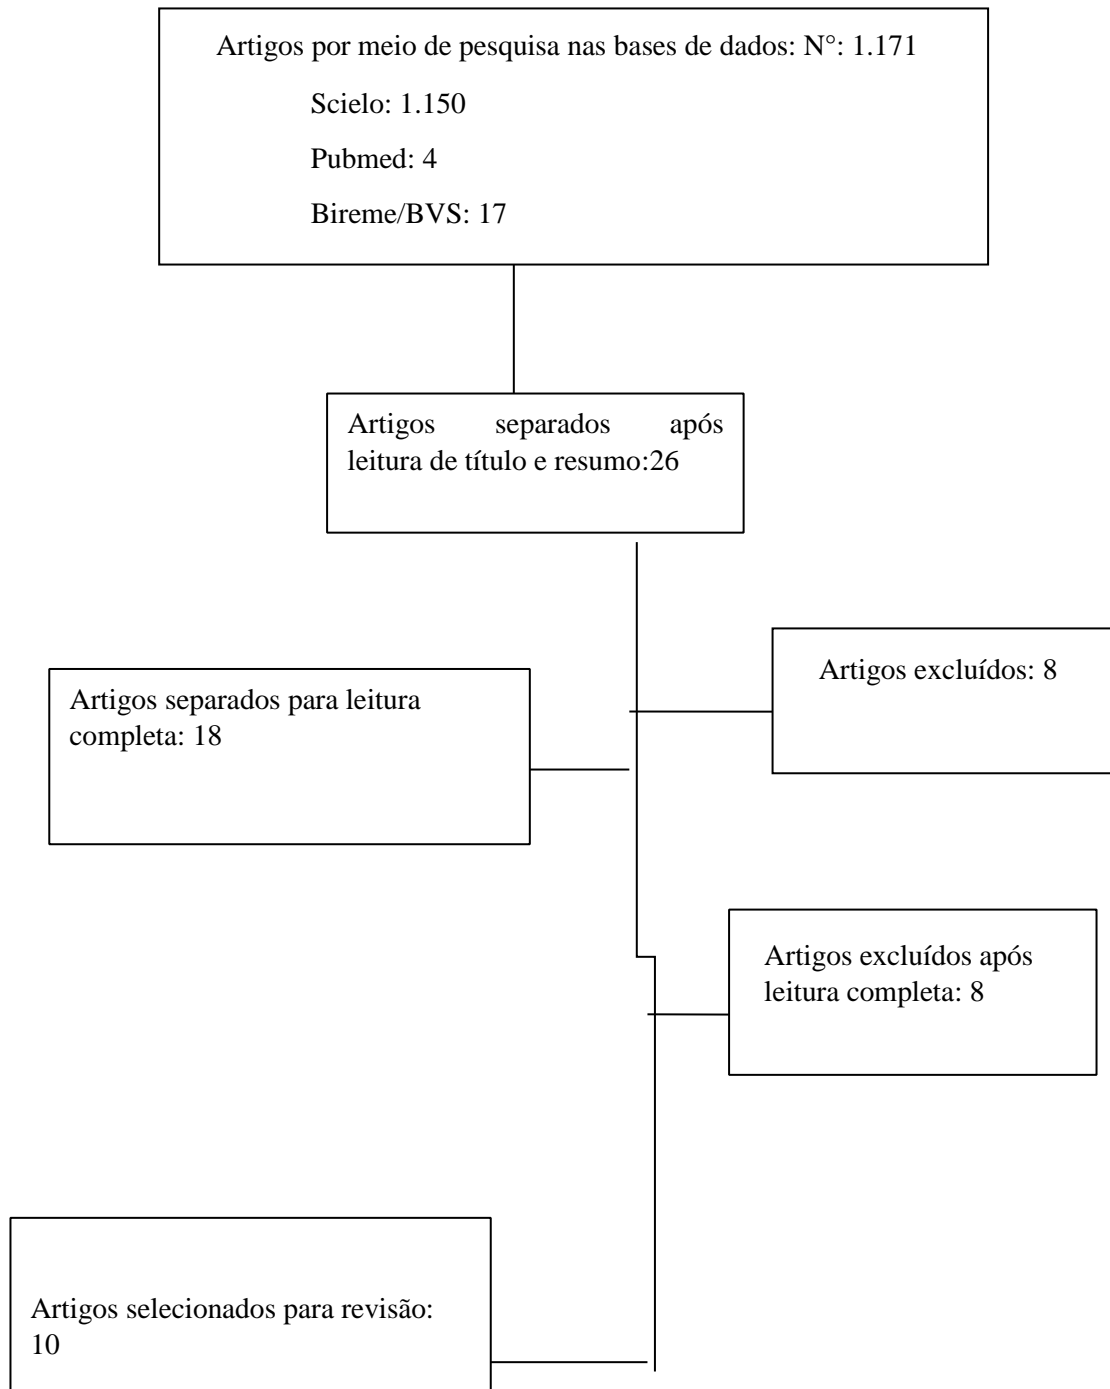 Artigos por meio de pesquisa nas bases de dados: N°: 1.171
Scielo: 1.150
Pubmed: 4
Bireme/BVS: 17
Artigos separados após
leitura de título e resumo:26
Artigos excluídos: 8
Artigos separados para leitura
completa: 18
Artigos excluídos após
leitura completa: 8
Artigos selecionados para revisão:
10